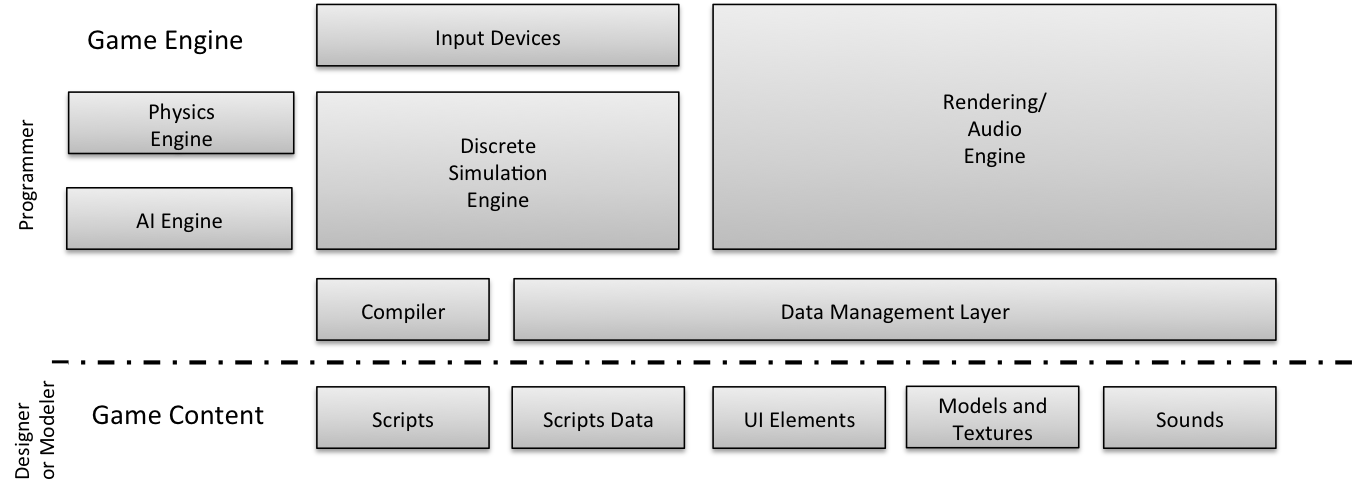 Game Engine
Input Devices
Rendering/
Audio
Engine
Programmer
Physics
Engine
Discrete
Simulation
Engine
AI Engine
Compiler
Data Management Layer
Designer
or Modeler
Game Content
Scripts
Scripts Data
UI Elements
Models and
Textures
Sounds